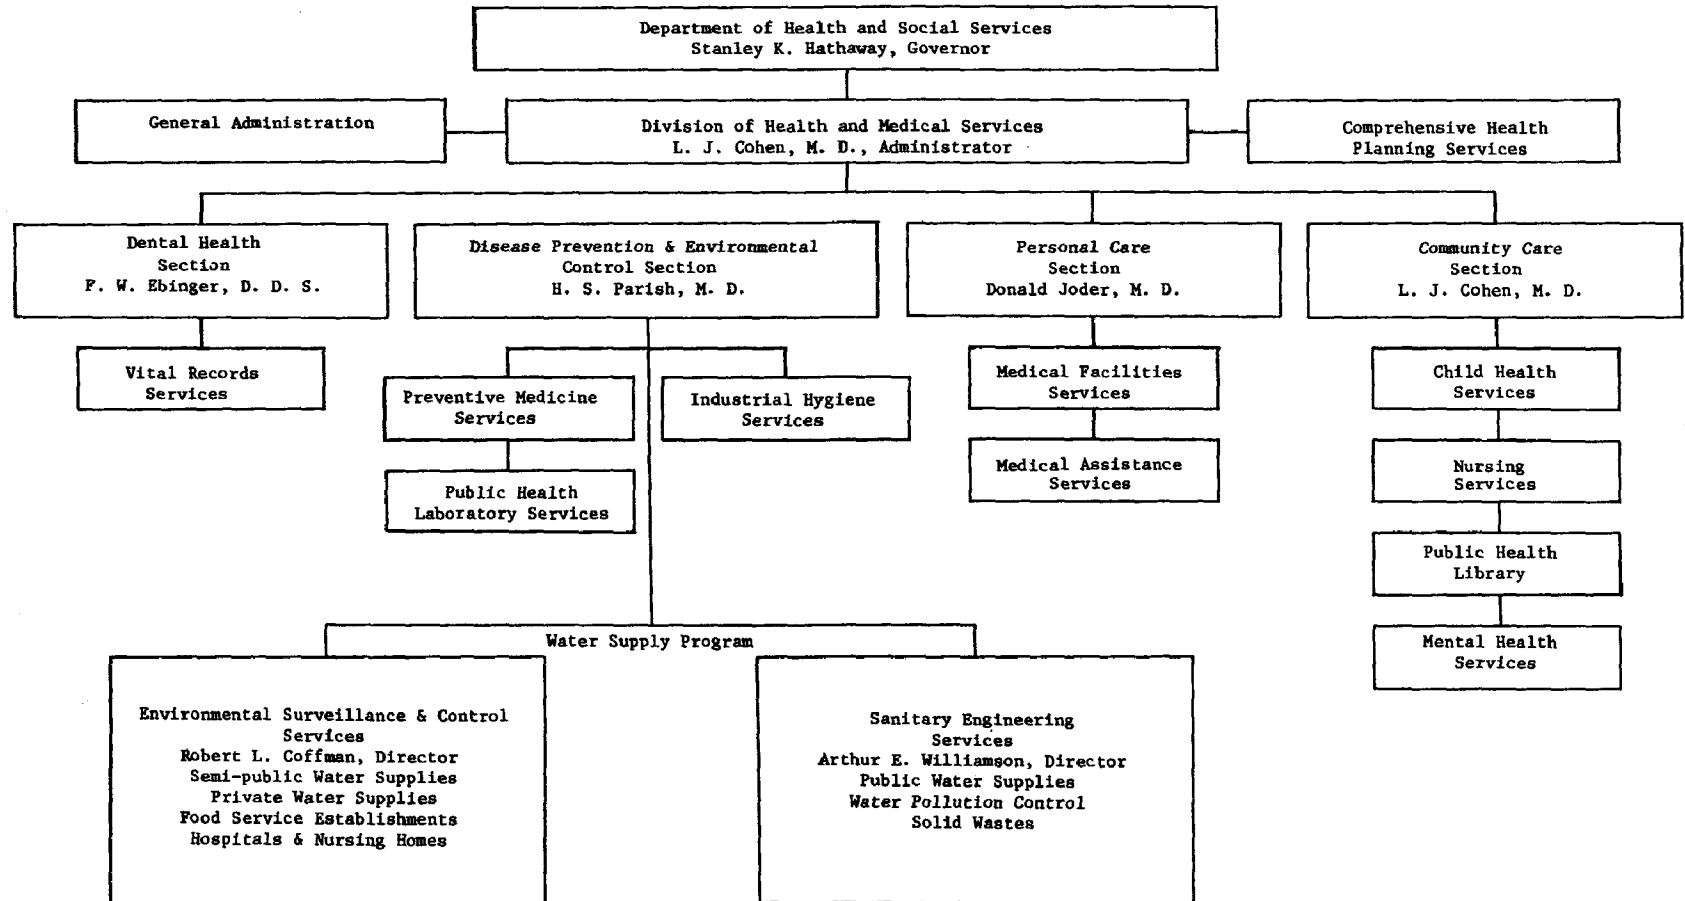 Department of Health and Social Services
Stanley K. Hathaway, Governor
General Administration
Division of Health and Medical Services
L. J. Cohen, M. D., Administrator
Comprehensive Health
Planning Services
Dental Health
Section
F. W. Ebinger, D. D. S.
Disease Prevention & Environmental
Control Section
H. S. Parish, M. D.
Personal Care
Section
Donald Joder, M. D.
Community Care
Section
L. J. Cohen, M. D.
Vital Records
Services
Preventive Medicine
Services
Industrial Hygiene
Services
Medical Facilities
Services
Child Health
Services
Public Health
Laboratory Services
Medical Assistance
Services
Nursing
Services
Public Health
Library
Mental Health
Services
Water Supply Program
Environmental Surveillance & Control
Services
Robert L. Coffman, Director
Semi-public Water Supplies
Private Water Supplies
Food Service Establishments
Hospitals & Nursing Homes
Sanitary Engineering
Services
Arthur E. Williamson, Director
Public Water Supplies
Water Pollution Control
Solid Wastes